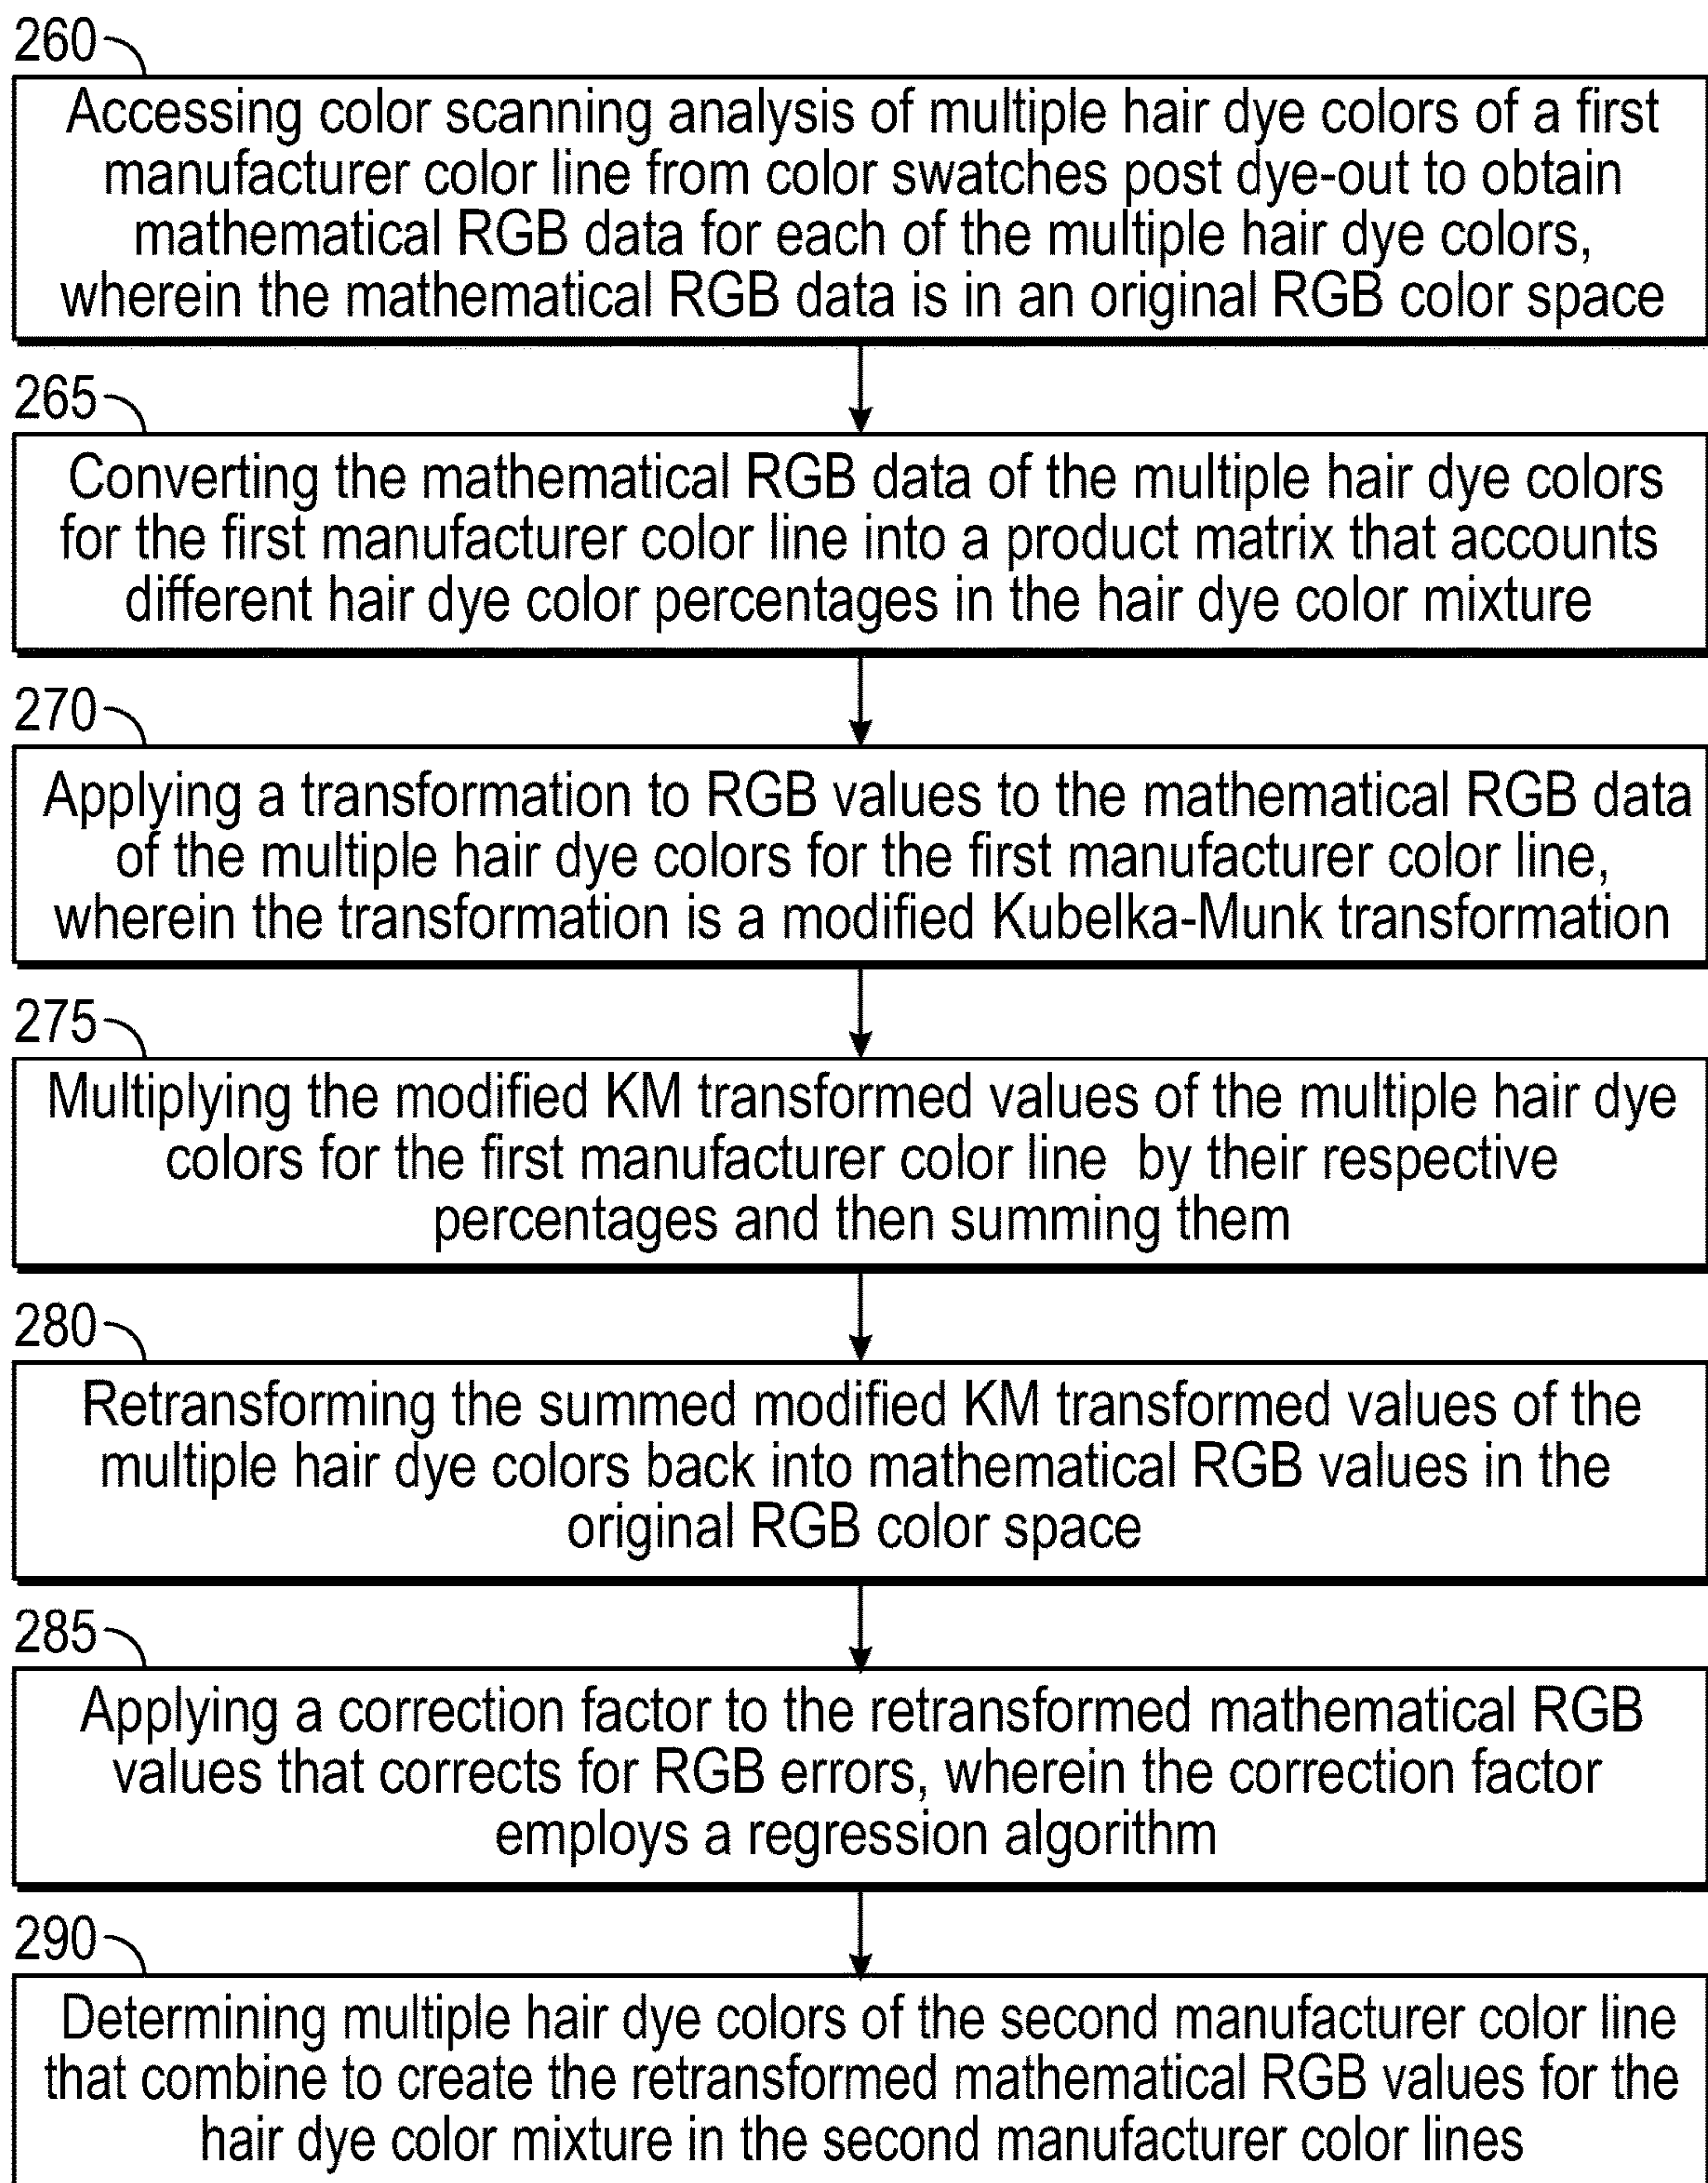 260
Accessing color scanning analysis of multiple hair dye colors of a first
manufacturer color line from color swatches post dye-out to obtain
mathematical RGB data for each of the multiple hair dye colors,
wherein the mathematical RGB data is in an original RGB color space
265
Converting the mathematical RGB data of the multiple hair dye colors
for the first manufacturer color line into a product matrix that accounts
different hair dye color percentages in the hair dye color mixture
270
Applying a transformation to RGB values to the mathematical RGB data
of the multiple hair dye colors for the first manufacturer color line,
wherein the transformation is a modified Kubelka-Munk transformation
275
Multiplying the modified KM transformed values of the multiple hair dye
colors for the first manufacturer color line by their respective
percentages and then summing them
280
Retransforming the summed modified KM transformed values of the
multiple hair dye colors back into mathematical RGB values in the
original RGB color space
285
Applying a correction factor to the retransformed mathematical RGB
values that corrects for RGB errors, wherein the correction factor
employs a regression algorithm
290
Determining multiple hair dye colors of the second manufacturer color line
that combine to create the retransformed mathematical RGB values for the
hair dye color mixture in the second manufacturer color lines